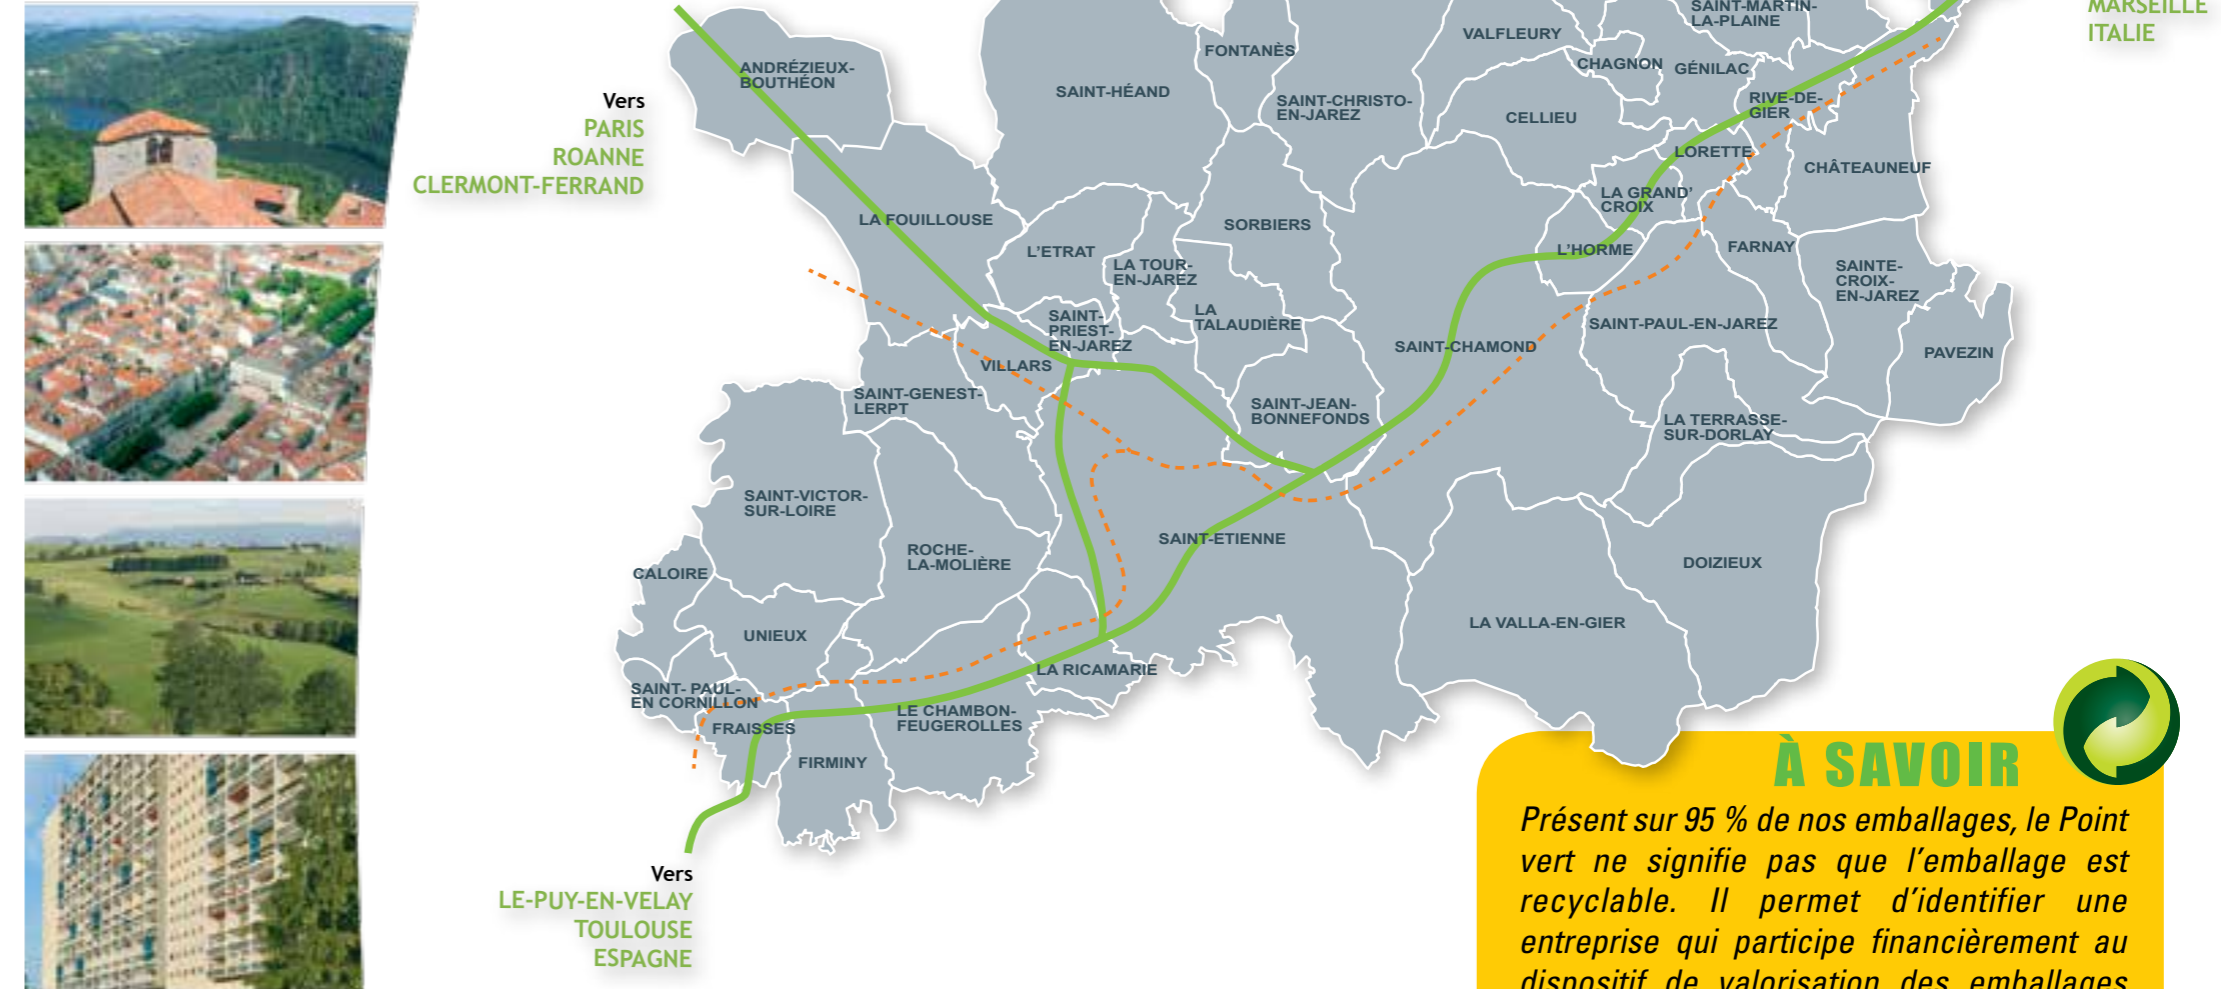 SAINT-MARTIN-
LA-PLAINE
MARSEILLE
ITALIE
VALFLEURY
FONTANÈS
CHAGNON
GÉNILAC
ANDRÉZIEUX-
BOUTHÉON
SAINT-HÉAND
SAINT-CHRISTO-
EN-JAREZ
RIVE-DE-
GIER
CELLIEU
Vers
PARIS
ROANNE
CLERMONT-FERRAND
LORETTE
CHÂTEAUNEUF
LA GRAND'
CROIX
LA FOUILLOUSE
SORBIERS
L'ETRAT
L'HORME
FARNAY
LA TOUR-
EN-JAREZ
SAINTE-
CROIX-
EN-JAREZ
SAINT-
PRIEST-
EN-JAREZ
LA
TALAUDIÈRE
SAINT-PAUL-EN-JAREZ
SAINT-CHAMOND
PAVEZIN
VILLARS
SAINT-GENEST-
LERPT
SAINT-JEAN-
BONNEFONDS
LA TERRASSE-
SUR-DORLAY
SAINT-VICTOR-
SUR-LOIRE
SAINT-ETIENNE
ROCHE-
LA-MOLIÈRE
DOIZIEUX
CALOIRE
LA VALLA-EN-GIER
UNIEUX
LA RICAMARIE
SAINT- PAUL-
EN CORNILLON
LE CHAMBON-
FEUGEROLLES
FRAISSES
FIRMINY
Vers
LE-PUY-EN-VELAY
TOULOUSE
ESPAGNE
À SAVOIR
Présent sur 95 % de nos emballages, le Point
vert ne signifie pas que l'emballage est
recyclable. Il permet d'identifier une
entreprise qui participe financièrement au
dispositif de valorisation des emballages